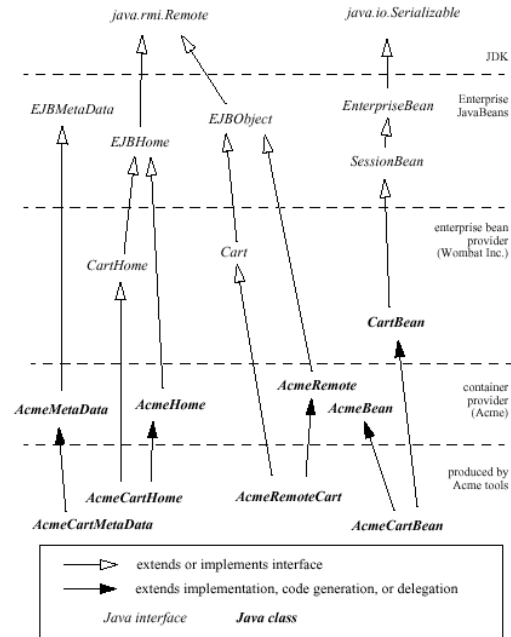 java.rmi.Remote
java.io.Serializable
JDK
EJBMetaData
EJBHome
EJBObject
EnterpriseBean
SessionBean
Enterprise
JavaBeans
CartHome
Cart
CartBean
enterprise bean
provider
(Wombat Inc.)
AcmeMetaData
AcmeHome
AcmeRemote
AcmeBean
container
provider
(Acme)
AcmeCartHome
AcmeCartMetaData
AcmeRemoteCart
AcmeCartBean
produced by
Acme tools
extends or implements interface
extends implementation, code generation, or delegation
Java interface
Java class